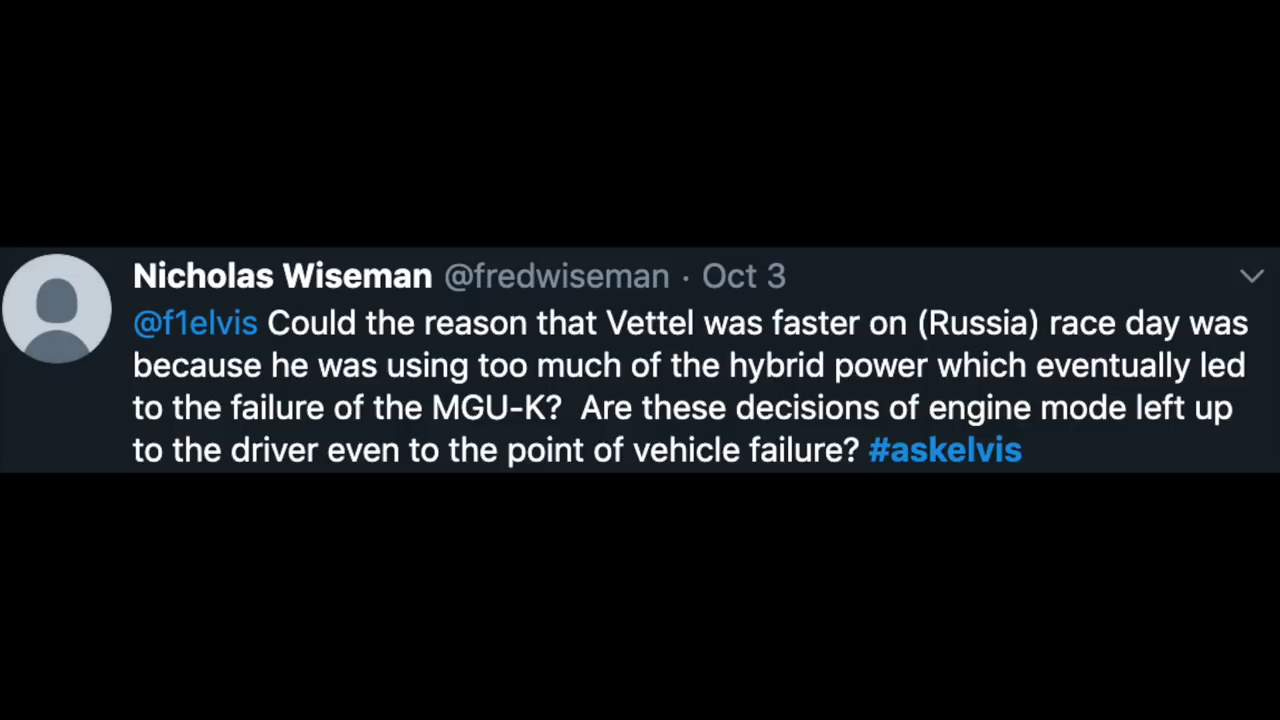 Nicholas Wiseman @fredwiseman · Oct 3
@f1elvis Could the reason that Vettel was faster on (Russia) race day was
because he was using too much of the hybrid power which eventually led
to the failure of the MGU-K?  Are these decisions of engine mode left up
to the driver even to the point of vehicle failure? #askelvis